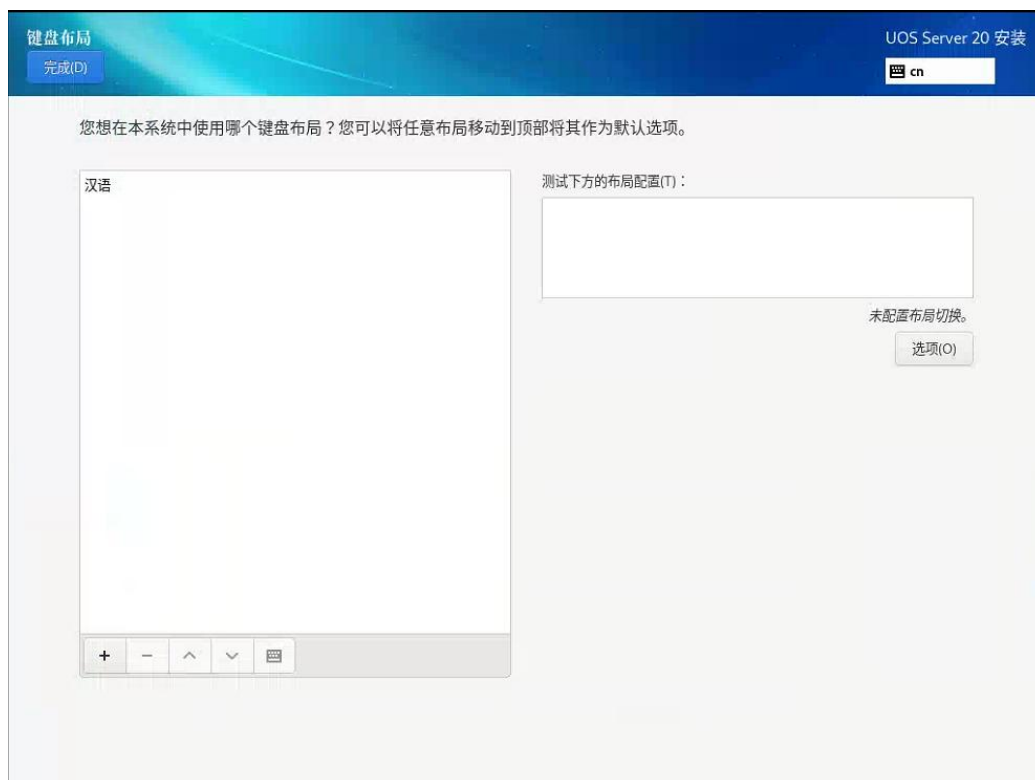 键盘布局
完成(D)
UOS Server 20 安装
cn
您想在本系统中使用哪个键盘布局？您可以将任意布局移动到顶部将其作为默认选项。
汉语
测试下方的布局配置(T)：
未配置布局切换。
选项(O)